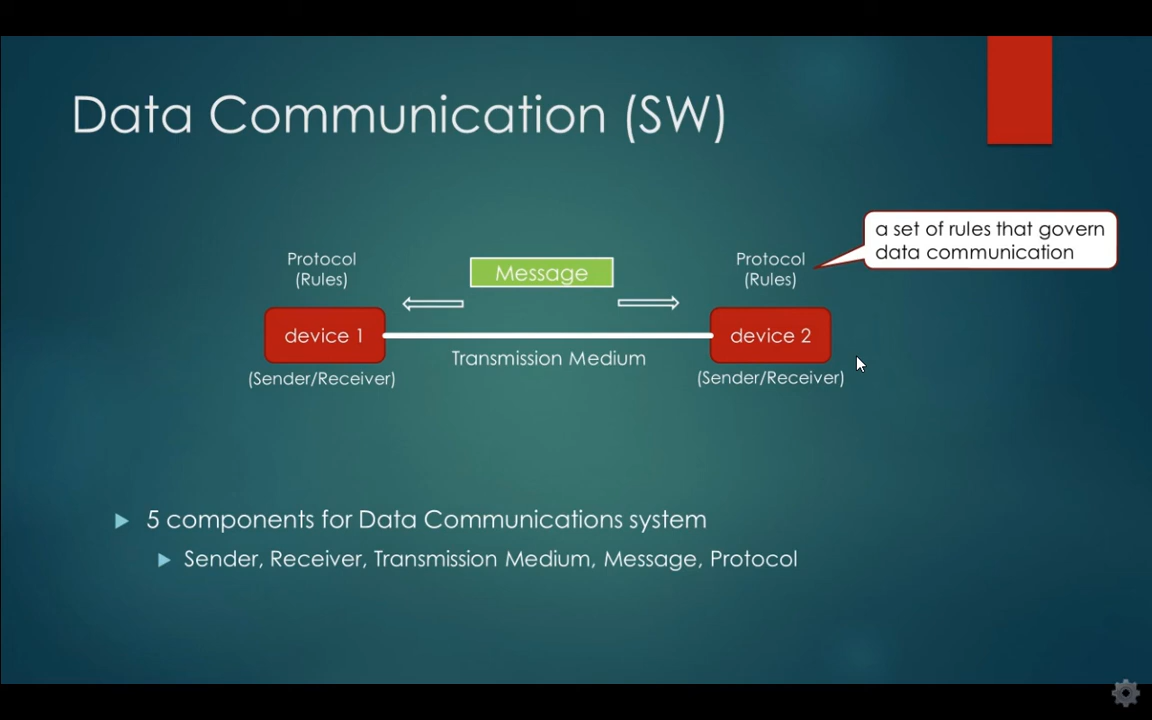 Data Communication (SW)
a set of rules that govern
data communication
Protocol
(Rules)
Message
Protocol
(Rules)
device 1
device 2
Transmission Medium
(Sender/Receiver)
(Sender/Receiver)
5 components for Data Communications system
Sender, Receiver, Transmission Medium, Message, Protocol